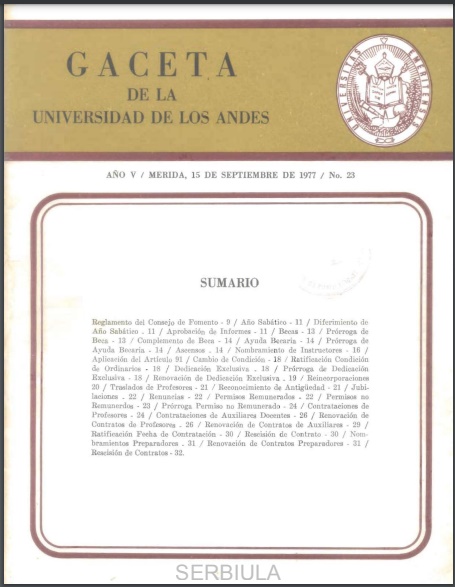 GACETA
DE LA
UNIVERSIDAD DE LOS ANDES
UNIVERSITAS EMERITENSIS
AÑO V / MERIDA, 15 DE SEPTIEMBRE DE 1977 / No. 23
SUMARIO
Reglamento del Consejo de Fomento - 9 / Año Sabático - 11 / Diferimiento de
Año Sabático . 11 / Aprobación de Informes - 11 / Becas - 13 / Prórroga de
Beca - 13 / Complemento de Beca - 14 / Ayuda Becaria - 14 / Prórroga de
Ayuda Becaria - 14 / Ascensos . 14 / Nombramiento de Instructores - 16 /
Aplicación del Artículo 91 / Cambio de Condición - 18 / Ratificación Condición
de Ordinarios - 18 / Dedicación Exclusiva . 18 / Prórroga de Dedicación
Exclusiva - 18 / Renovación de Dedicación Exclusiva . 19 / Reincorporaciones
20 / Traslados de Profesores - 21 / Reconocimiento de Antigüedad - 21 / Jubi-
laciones . 22 / Renuncias - 22 / Permisos Remunerados - 22 / Permisos no
Remunerdos - 23 / Prórroga Permiso no Remunerado - 24 / Contrataciones de
Profesores - 24 / Contrataciones de Auxiliares Docentes - 26 / Renovación de
Contratos de Profesores . 26 / Renovación de Contratos de Auxiliares - 29 /
Ratificación Fecha de Contratación - 30 / Rescisión de Contrato - 30 / Nom-
bramientos Preparadores . 31 / Renovación de Contratos Preparadores - 31 /
Rescisión de Contratos - 32.
SERBIULA